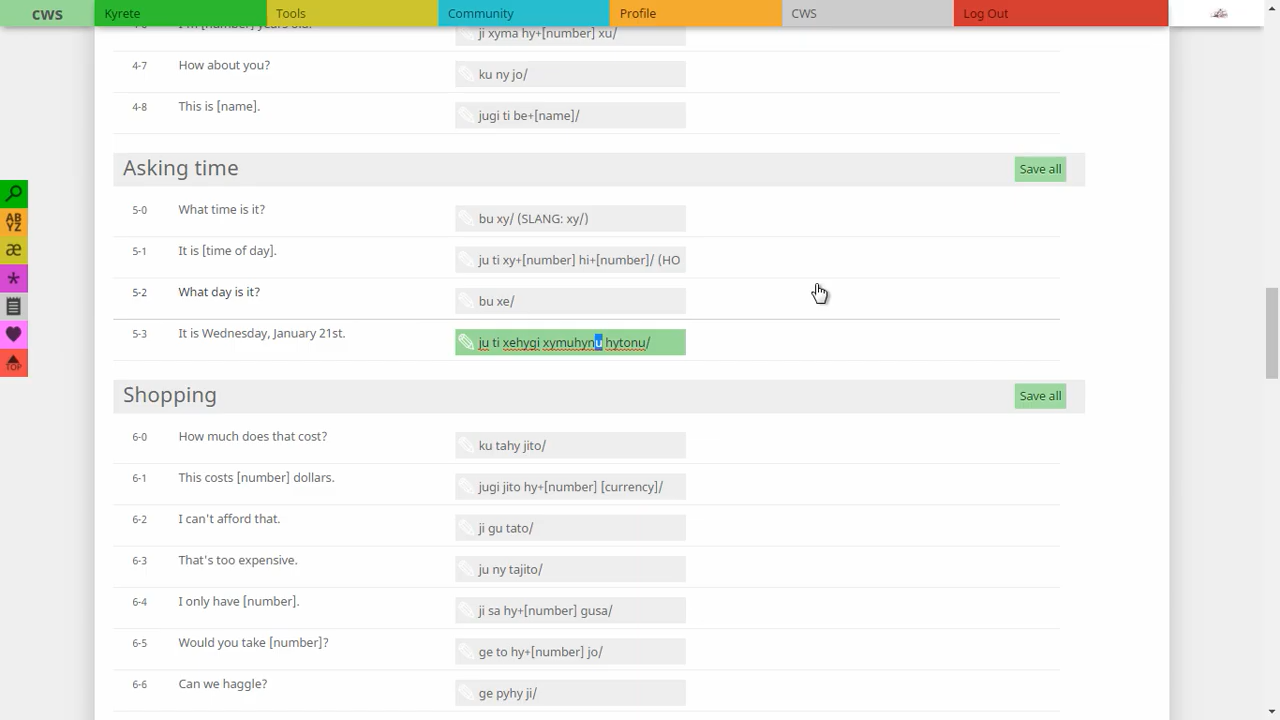 CWS Kyrete Tools Community Profile CWS Log Out
ji xyma hy+[number] xu/
4-7 How about you? ku ny jo/
4-8 This is [name]. jugi ti be+[name]/
Asking time Save all
5-0 What time is it? bu xy/ (SLANG: xy/)
5-1 It is [time of day]. ju ti xy+[number] hi+[number]/ (HO
5-2 What day is it? bu xe/
5-3 It is Wednesday, January 21st. ju ti xehygi xymuhynu hytonu/
Shopping Save all
6-0 How much does that cost? ku tahy jito/
6-1 This costs [number] dollars. jugi jito hy+[number] [currency]/
6-2 I can't afford that. ji gu tato/
6-3 That's too expensive. ju ny tajito/
6-4 I only have [number]. ji sa hy+[number] gusa/
6-5 Would you take [number]? ge to hy+[number] jo/
6-6 Can we haggle? ge pyhy ji/
AB
YZ
æ
*
TOP